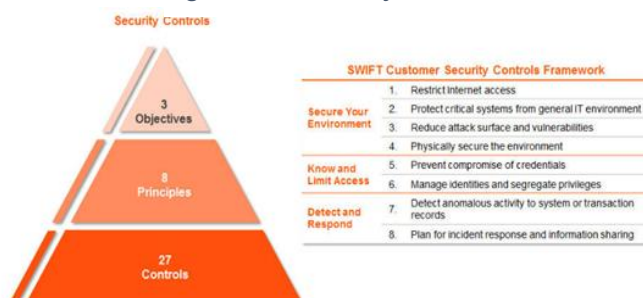 Security Controls
3
Objectives
8
Principles
27
Controls
SWIFT Customer Security Controls Framework
Secure Your
Environment
1. Restrict Internet access
2. Protect critical systems from general IT environment
3. Reduce attack surface and vulnerabilities
4. Physically secure the environment
Know and
Limit Access
5. Prevent compromise of credentials
6. Manage identities and segregate privileges
Detect and
Respond
7. Detect anomalous activity to system or transaction
records
8. Plan for incident response and information sharing